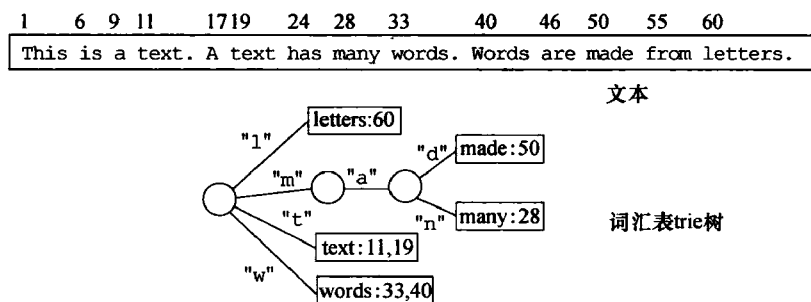 1 6 9 11 1719 24 28 33 40 46 50 55 60
This is a text. A text has many words. Words are made from letters.
文本
letters:60
"l"
"d" made:50
"m" "a"
"n" many:28
词汇表trie树
"t"
text:11,19
"w"
words:33,40